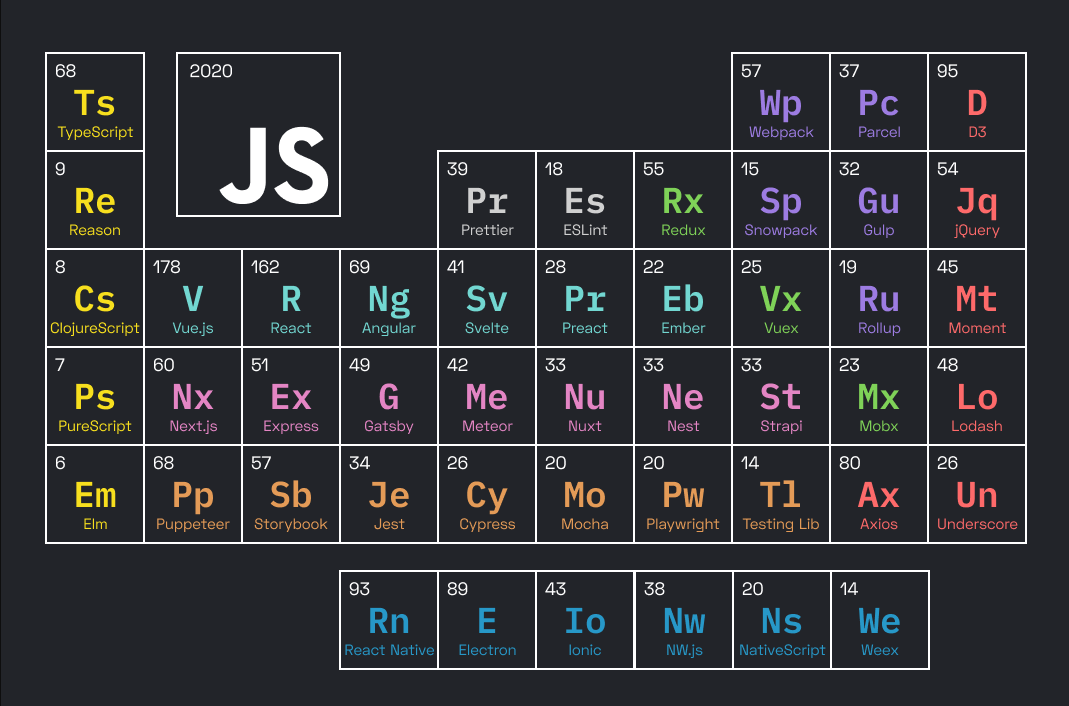 68
Ts
TypeScript
2020
JS
57
Wp
Webpack
37
Pc
Parcel
95
D
D3
9
Re
Reason
39
Pr
Prettier
18
Es
ESLint
55
Rx
Redux
15
Sp
Snowpack
32
Gu
Gulp
54
Jq
jQuery
8
Cs
ClojureScript
178
V
Vue.js
162
R
React
69
Ng
Angular
41
Sv
Svelte
28
Pr
Preact
22
Eb
Ember
25
Vx
Vuex
19
Ru
Rollup
45
Mt
Moment
7
Ps
PureScript
60
Nx
Next.js
51
Ex
Express
49
G
Gatsby
42
Me
Meteor
33
Nu
Nuxt
33
Ne
Nest
33
St
Strapi
23
Mx
Mobx
48
Lo
Lodash
6
Em
Elm
68
Pp
Puppeteer
57
Sb
Storybook
34
Je
Jest
26
Cy
Cypress
20
Mo
Mocha
20
Pw
Playwright
14
Tl
Testing Lib
80
Ax
Axios
26
Un
Underscore
93
Rn
React Native
89
E
Electron
43
Io
Ionic
38
Nw
NW.js
20
Ns
NativeScript
14
We
Weex